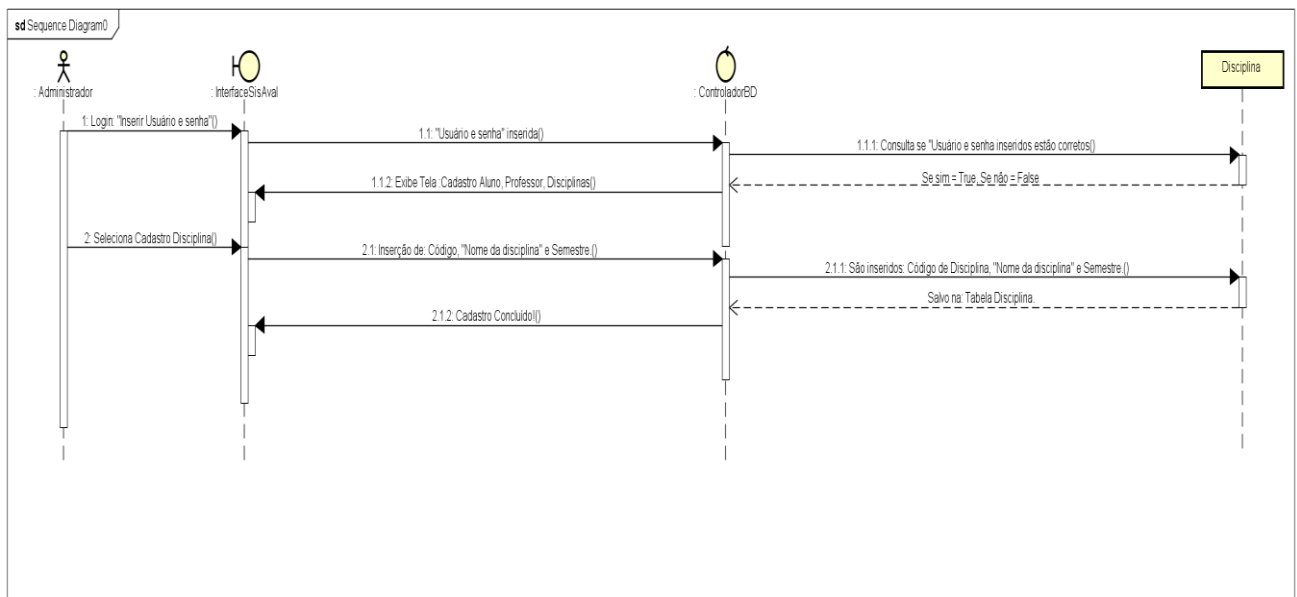 sd Sequence Diagram0
: Administrador
: InterfaceSisAval
: ControladorBD
Disciplina
1: Login: "Inserir Usuário e senha"()
1.1: "Usuário e senha" inserida()
1.1.1: Consulta se "Usuário e senha inseridos estão corretos()
Se sim = True, Se não = False
1.1.2: Exibe Tela :Cadastro Aluno, Professor, Disciplinas()
2: Seleciona Cadastro Disciplina()
2.1: Inserção de: Código, "Nome da disciplina" e Semestre.()
2.1.1: São inseridos: Código de Disciplina, "Nome da disciplina" e Semestre.()
Salvo na: Tabela Disciplina.
2.1.2: Cadastro Concluído!()